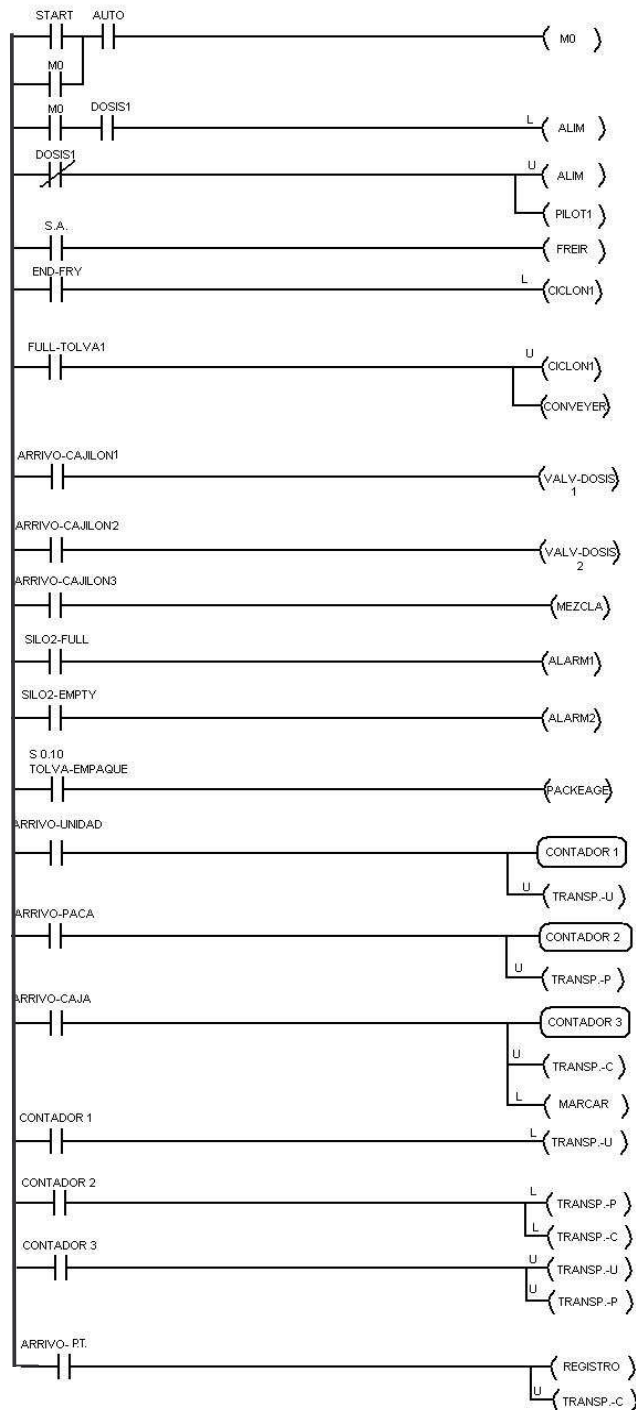 START AUTO
M0
M0
M0 DOSIS1
L ALIM
DOSIS1
U ALIM
PILOT1
S.A.
FREIR
END-FRY
L CICLON1
FULL-TOLVA1
U CICLON1
CONVEYER
ARRIVO-CAJILON1
VALV-DOSIS
1
ARRIVO-CAJILON2
VALV-DOSIS
2
ARRIVO-CAJILON3
MEZCLA
SILO2-FULL
ALARM1
SILO2-EMPTY
ALARM2
S 0.10
TOLVA-EMPAQUE
PACKEAGE
ARRIVO-UNIDAD
CONTADOR 1
U TRANSP.-U
ARRIVO-PACA
CONTADOR 2
U TRANSP.-P
ARRIVO-CAJA
CONTADOR 3
U TRANSP.-C
L MARCAR
CONTADOR 1
L TRANSP.-U
CONTADOR 2
L TRANSP.-P
L TRANSP.-C
CONTADOR 3
U TRANSP.-U
U TRANSP.-P
ARRIVO- P.T.
REGISTRO
U TRANSP.-C